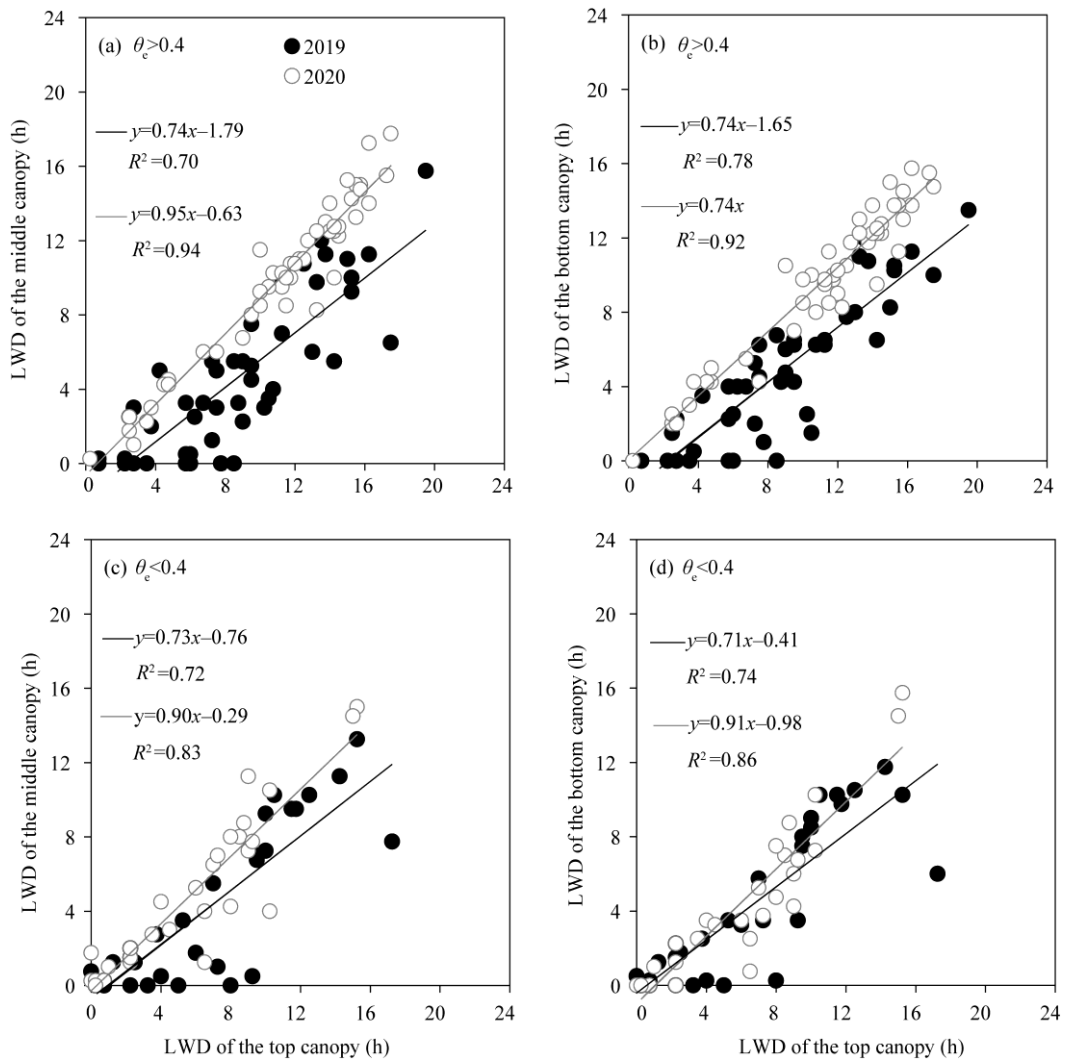 24
20
16
12
8
4
0
LWD of the middle canopy (h)
(a) θe>0.4
2019
2020
y=0.74x–1.79
R²=0.70
y=0.95x–0.63
R²=0.94
0 4 8 12 16 20 24
24
20
16
12
8
4
0
LWD of the bottom canopy (h)
(b) θe>0.4
y=0.74x–1.65
R²=0.78
y=0.74x
R²=0.92
0 4 8 12 16 20 24
24
20
16
12
8
4
0
LWD of the middle canopy (h)
(c) θe<0.4
y=0.73x–0.76
R²=0.72
y=0.90x–0.29
R²=0.83
0 4 8 12 16 20 24
LWD of the top canopy (h)
24
20
16
12
8
4
0
LWD of the bottom canopy (h)
(d) θe<0.4
y=0.71x–0.41
R²=0.74
y=0.91x–0.98
R²=0.86
0 4 8 12 16 20 24
LWD of the top canopy (h)